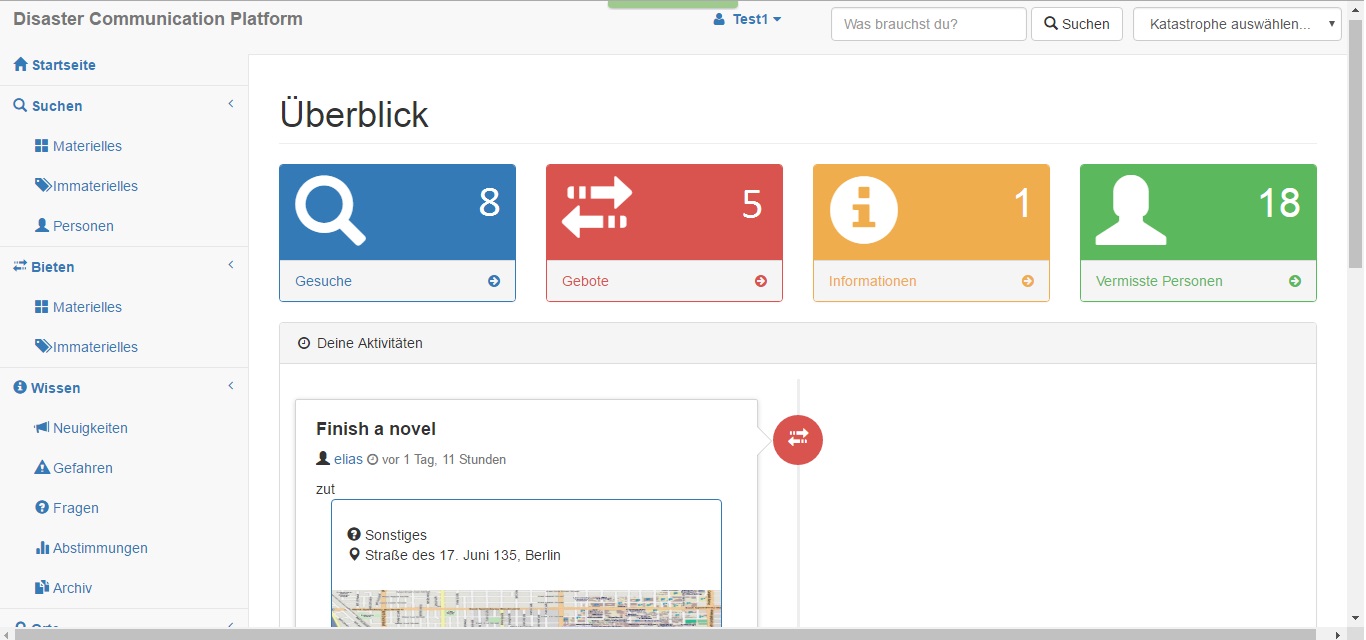 Disaster Communication Platform
Test1
Was brauchst du?
Suchen
Katastrophe auswählen...
Startseite
Suchen
Materielles
Immaterielles
Personen
Bieten
Materielles
Immaterielles
Wissen
Neuigkeiten
Gefahren
Fragen
Abstimmungen
Archiv
Überblick
8
Gesuche
5
Gebote
1
Informationen
18
Vermisste Personen
Deine Aktivitäten
Finish a novel
elias vor 1 Tag, 11 Stunden
zut
Sonstiges
Straße des 17. Juni 135, Berlin